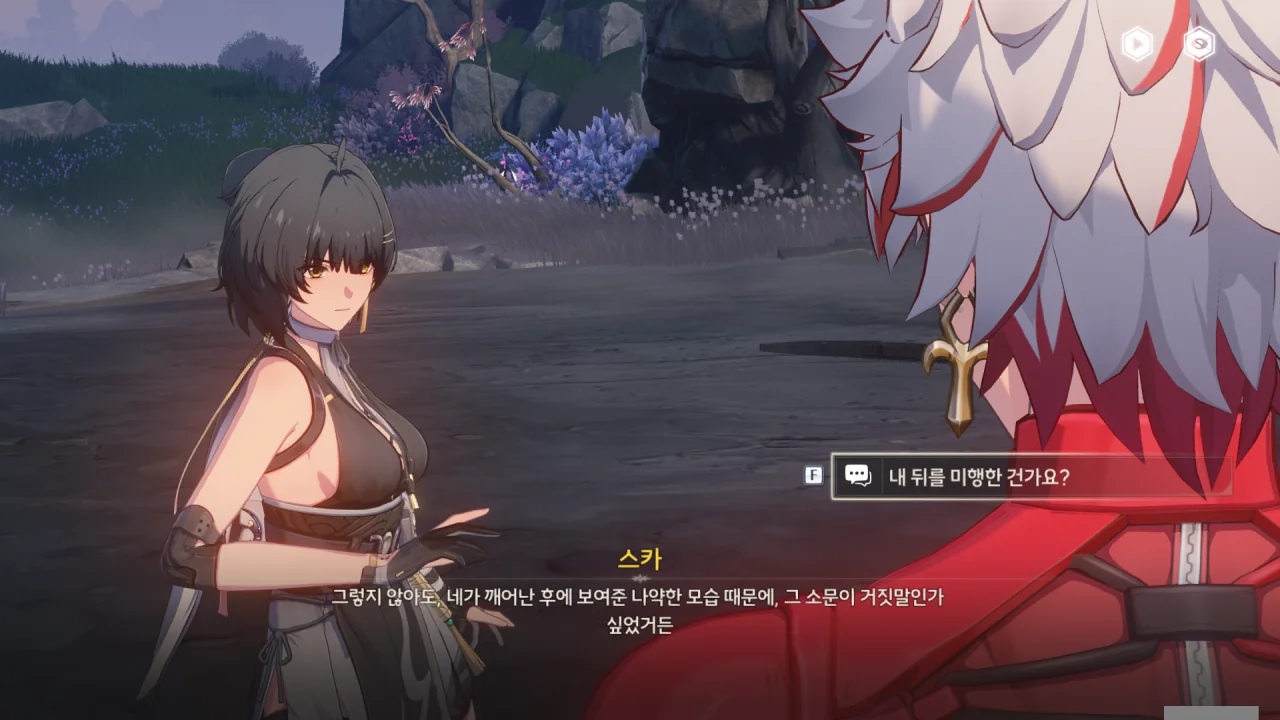 F
내 뒤를 미행한 건가요?
스카
그렇지 않아도, 네가 깨어난 후에 보여준 나약한 모습 때문에, 그 소문이 거짓말인가
싶었거든